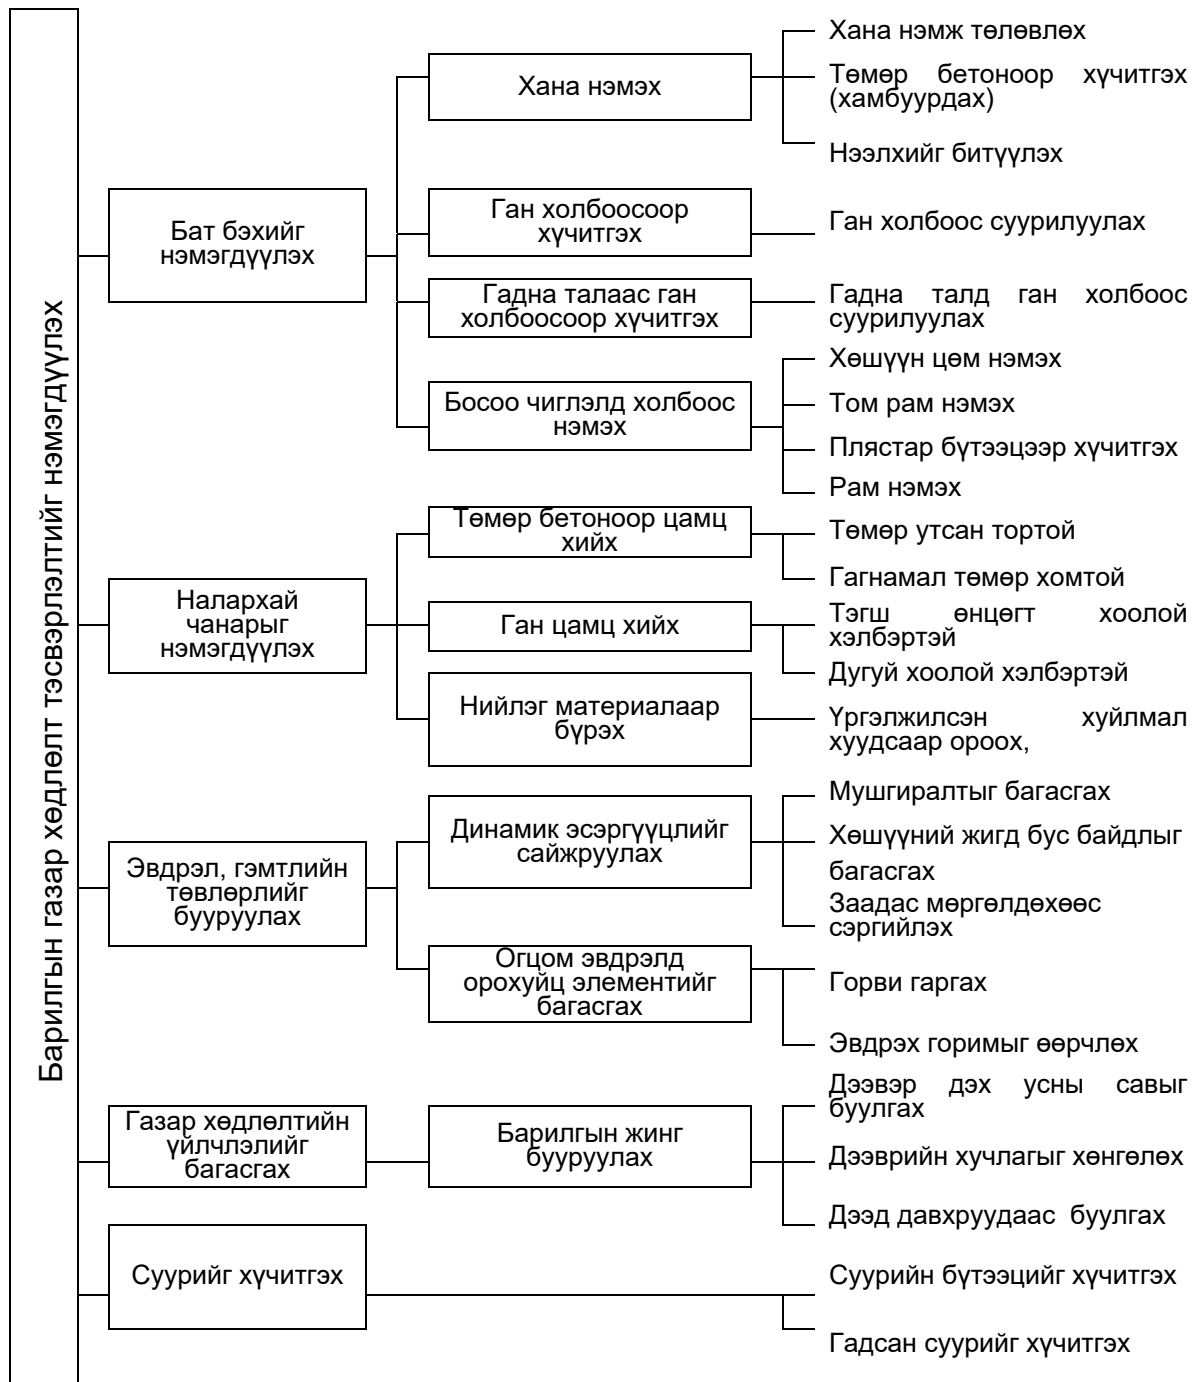 Барилгын газар хөдлөлт тэсвэрлэлтийг нэмэгдүүлэх
Бат бэхийг
нэмэгдүүлэх
Хана нэмэх
Хана нэмж төлөвлөх
Төмөр бетоноор хүчитгэх
(хамбуурдах)
Нээлхийг битүүлэх
Ган холбоосоор
хүчитгэх
Ган холбоос суурилуулах
Гадна талаас ган
холбоосоор хүчитгэх
Гадна талд ган холбоос
суурилуулах
Босоо чиглэлд холбоос
нэмэх
Хөшүүн цөм нэмэх
Том рам нэмэх
Плястар бүтээцээр хүчитгэх
Рам нэмэх
Налархай
чанарыг
нэмэгдүүлэх
Төмөр бетоноор цамц
хийх
Төмөр утсан тортой
Гагнамал төмөр хомтой
Ган цамц хийх
Тэгш өнцөгт хоолой
хэлбэртэй
Дугуй хоолой хэлбэртэй
Нийлэг материалаар
бүрэх
Үргэлжилсэн хуйлмал
хуудсаар ороох,
Эвдрэл, гэмтлийн
төвлөрлийг
бууруулах
Динамик эсэргүүцлийг
сайжруулах
Мушгиралтыг багасгах
Хөшүүний жигд бус байдлыг
багасгах
Заадас мөргөлдөхөөс
сэргийлэх
Огцом эвдрэлд
орохуйц элементийг
багасгах
Горви гаргах
Эвдрэх горимыг өөрчлөх
Газар хөдлөлтийн
үйлчлэлийг
багасгах
Барилгын жинг
бууруулах
Дээвэр дэх усны савыг
буулгах
Дээврийн хучлагыг хөнгөлөх
Дээд давхруудаас буулгах
Суурийг хүчитгэх
Суурийн бүтээцийг хүчитгэх
Гадсан суурийг хүчитгэх